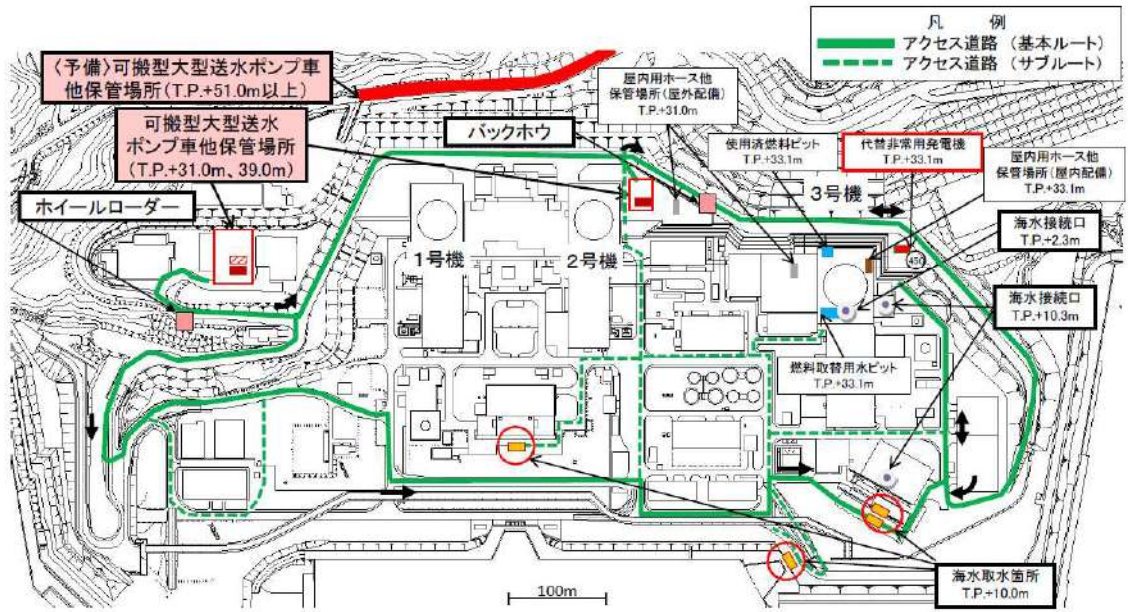 凡　例
アクセス道路（基本ルート）
アクセス道路（サブルート）
〈予備〉可搬型大型送水ポンプ車
他保管場所（T.P.+51.0m以上）
可搬型大型送水
ポンプ車他保管場所
（T.P.+31.0m、39.0m）
ホイールローダー
バックホウ
屋内用ホース他
保管場所（屋外配備）
T.P.+31.0m
使用済燃料ピット
T.P.+33.1m
代替非常用発電機
T.P.+33.1m
屋内用ホース他
保管場所（屋内配備）
T.P.+33.1m
海水接続口
T.P.+2.3m
海水接続口
T.P.+10.3m
1号機
2号機
3号機
450
燃料取替用水ピット
T.P.+33.1m
海水取水箇所
T.P.+10.0m
100m